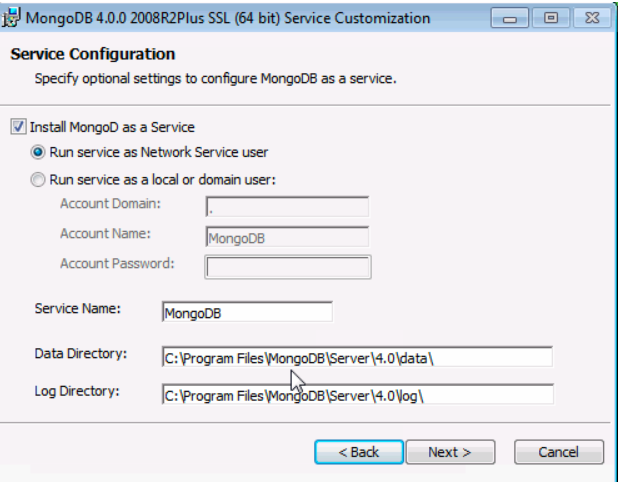 MongoDB 4.0.0 2008R2Plus SSL (64 bit) Service Customization
Service Configuration
Specify optional settings to configure MongoDB as a service.
Install MongoD as a Service
Run service as Network Service user
Run service as a local or domain user:
Account Domain: .
Account Name: MongoDB
Account Password:
Service Name: MongoDB
Data Directory: C:\Program Files\MongoDB\Server\4.0\data\
Log Directory: C:\Program Files\MongoDB\Server\4.0\log\
< Back Next > Cancel